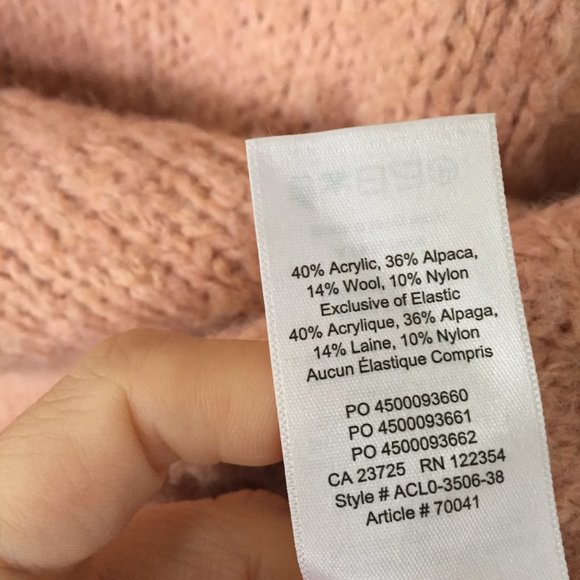 40% Acrylic, 36% Alpaca,
14% Wool, 10% Nylon
Exclusive of Elastic
40% Acrylique, 36% Alpaga,
14% Laine, 10% Nylon
Aucun Élastique Compris
PO 4500093660
PO 4500093661
PO 4500093662
CA 23725 RN 122354
Style # ACL0-3506-38
Article # 70041